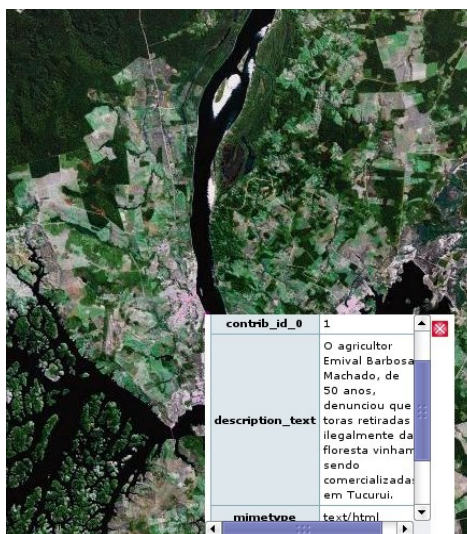 contrib_id_0 1
description_text
O agricultor
Emival Barbosa
Machado, de
50 anos,
denunciou que
toras retiradas
ilegalmente da
floresta vinham
sendo
comercializadas
em Tucurui.
mimetype text/html